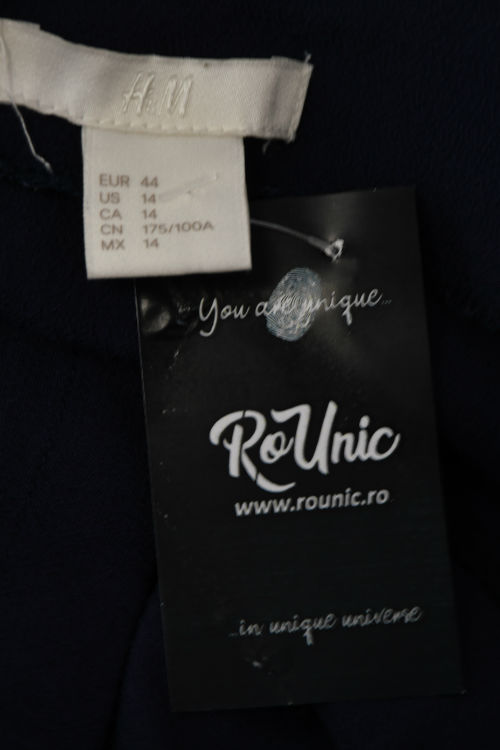 H&M
EUR 44
US 14
CA 14
CN 175/100A
MX 14
You are unique...
RoUnic
www.rounic.ro
...in unique universe